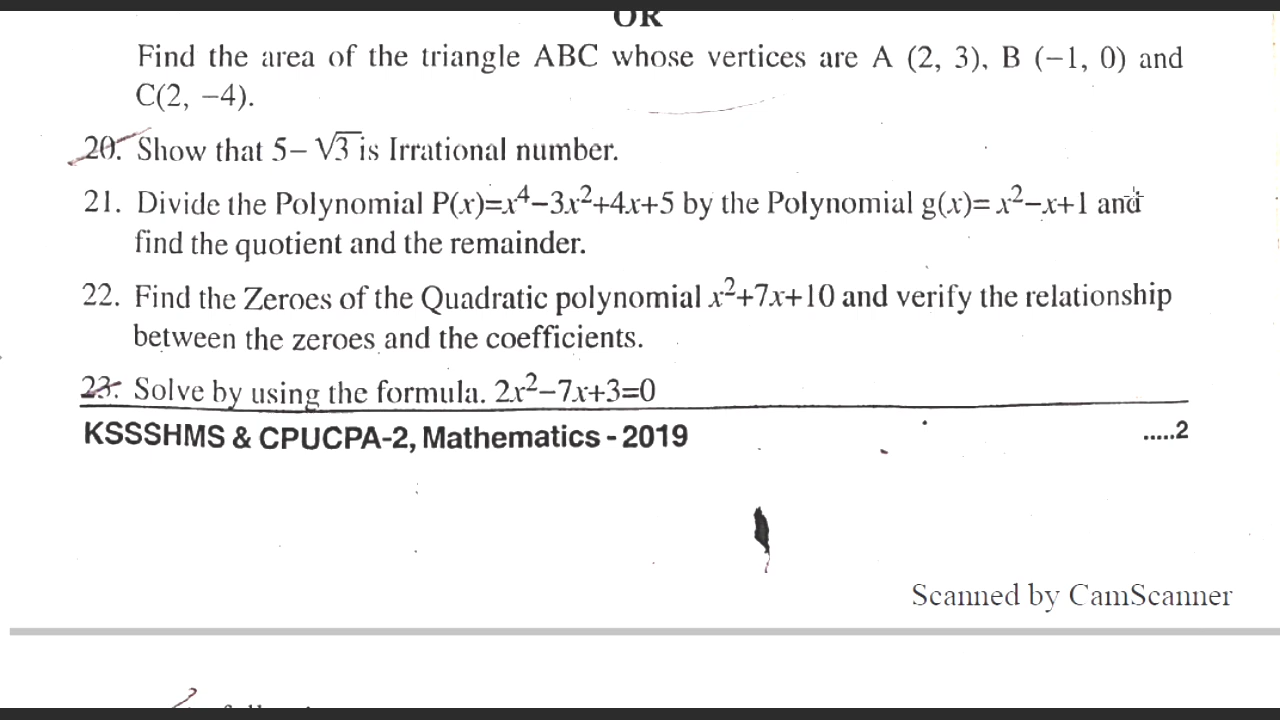 OR
Find the area of the triangle ABC whose vertices are A (2, 3), B (−1, 0) and
C(2, −4).
20. Show that 5− √3 is Irrational number.
21. Divide the Polynomial P(x)=x⁴−3x²+4x+5 by the Polynomial g(x)= x²−x+1 and
find the quotient and the remainder.
22. Find the Zeroes of the Quadratic polynomial x²+7x+10 and verify the relationship
between the zeroes and the coefficients.
23. Solve by using the formula. 2x²−7x+3=0
KSSSHMS & CPUCPA-2, Mathematics - 2019 .....2
Scanned by CamScanner